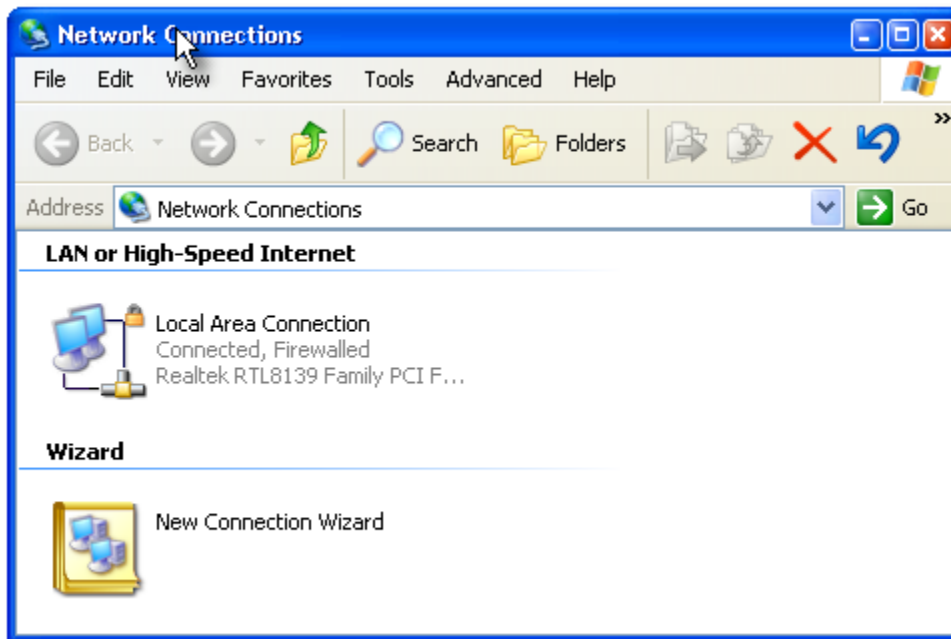 Network Connections
File Edit View Favorites Tools Advanced Help
Back Search Folders »
Address Network Connections Go
LAN or High-Speed Internet
Local Area Connection
Connected, Firewalled
Realtek RTL8139 Family PCI F...
Wizard
New Connection Wizard